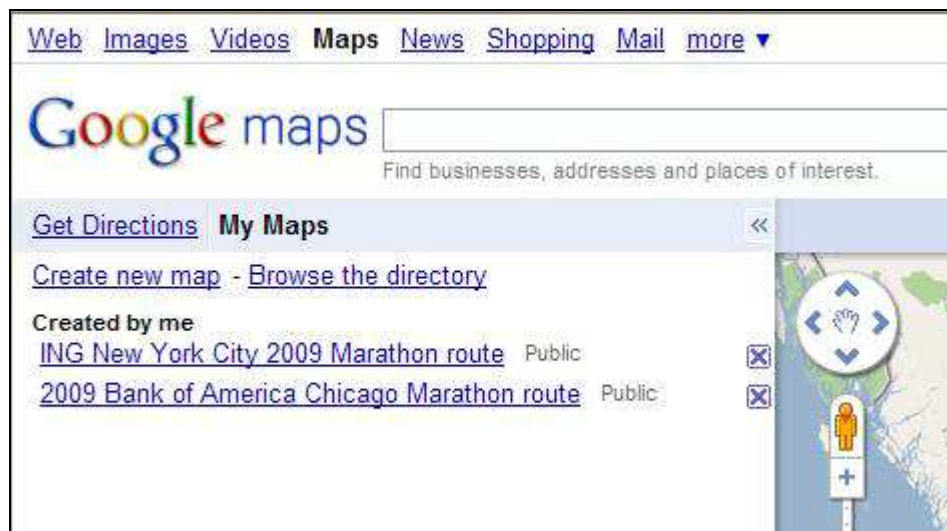 Web Images Videos Maps News Shopping Mail more ▼
Google maps
Find businesses, addresses and places of interest.
Get Directions My Maps «
Create new map - Browse the directory
Created by me
ING New York City 2009 Marathon route Public
2009 Bank of America Chicago Marathon route Public
+